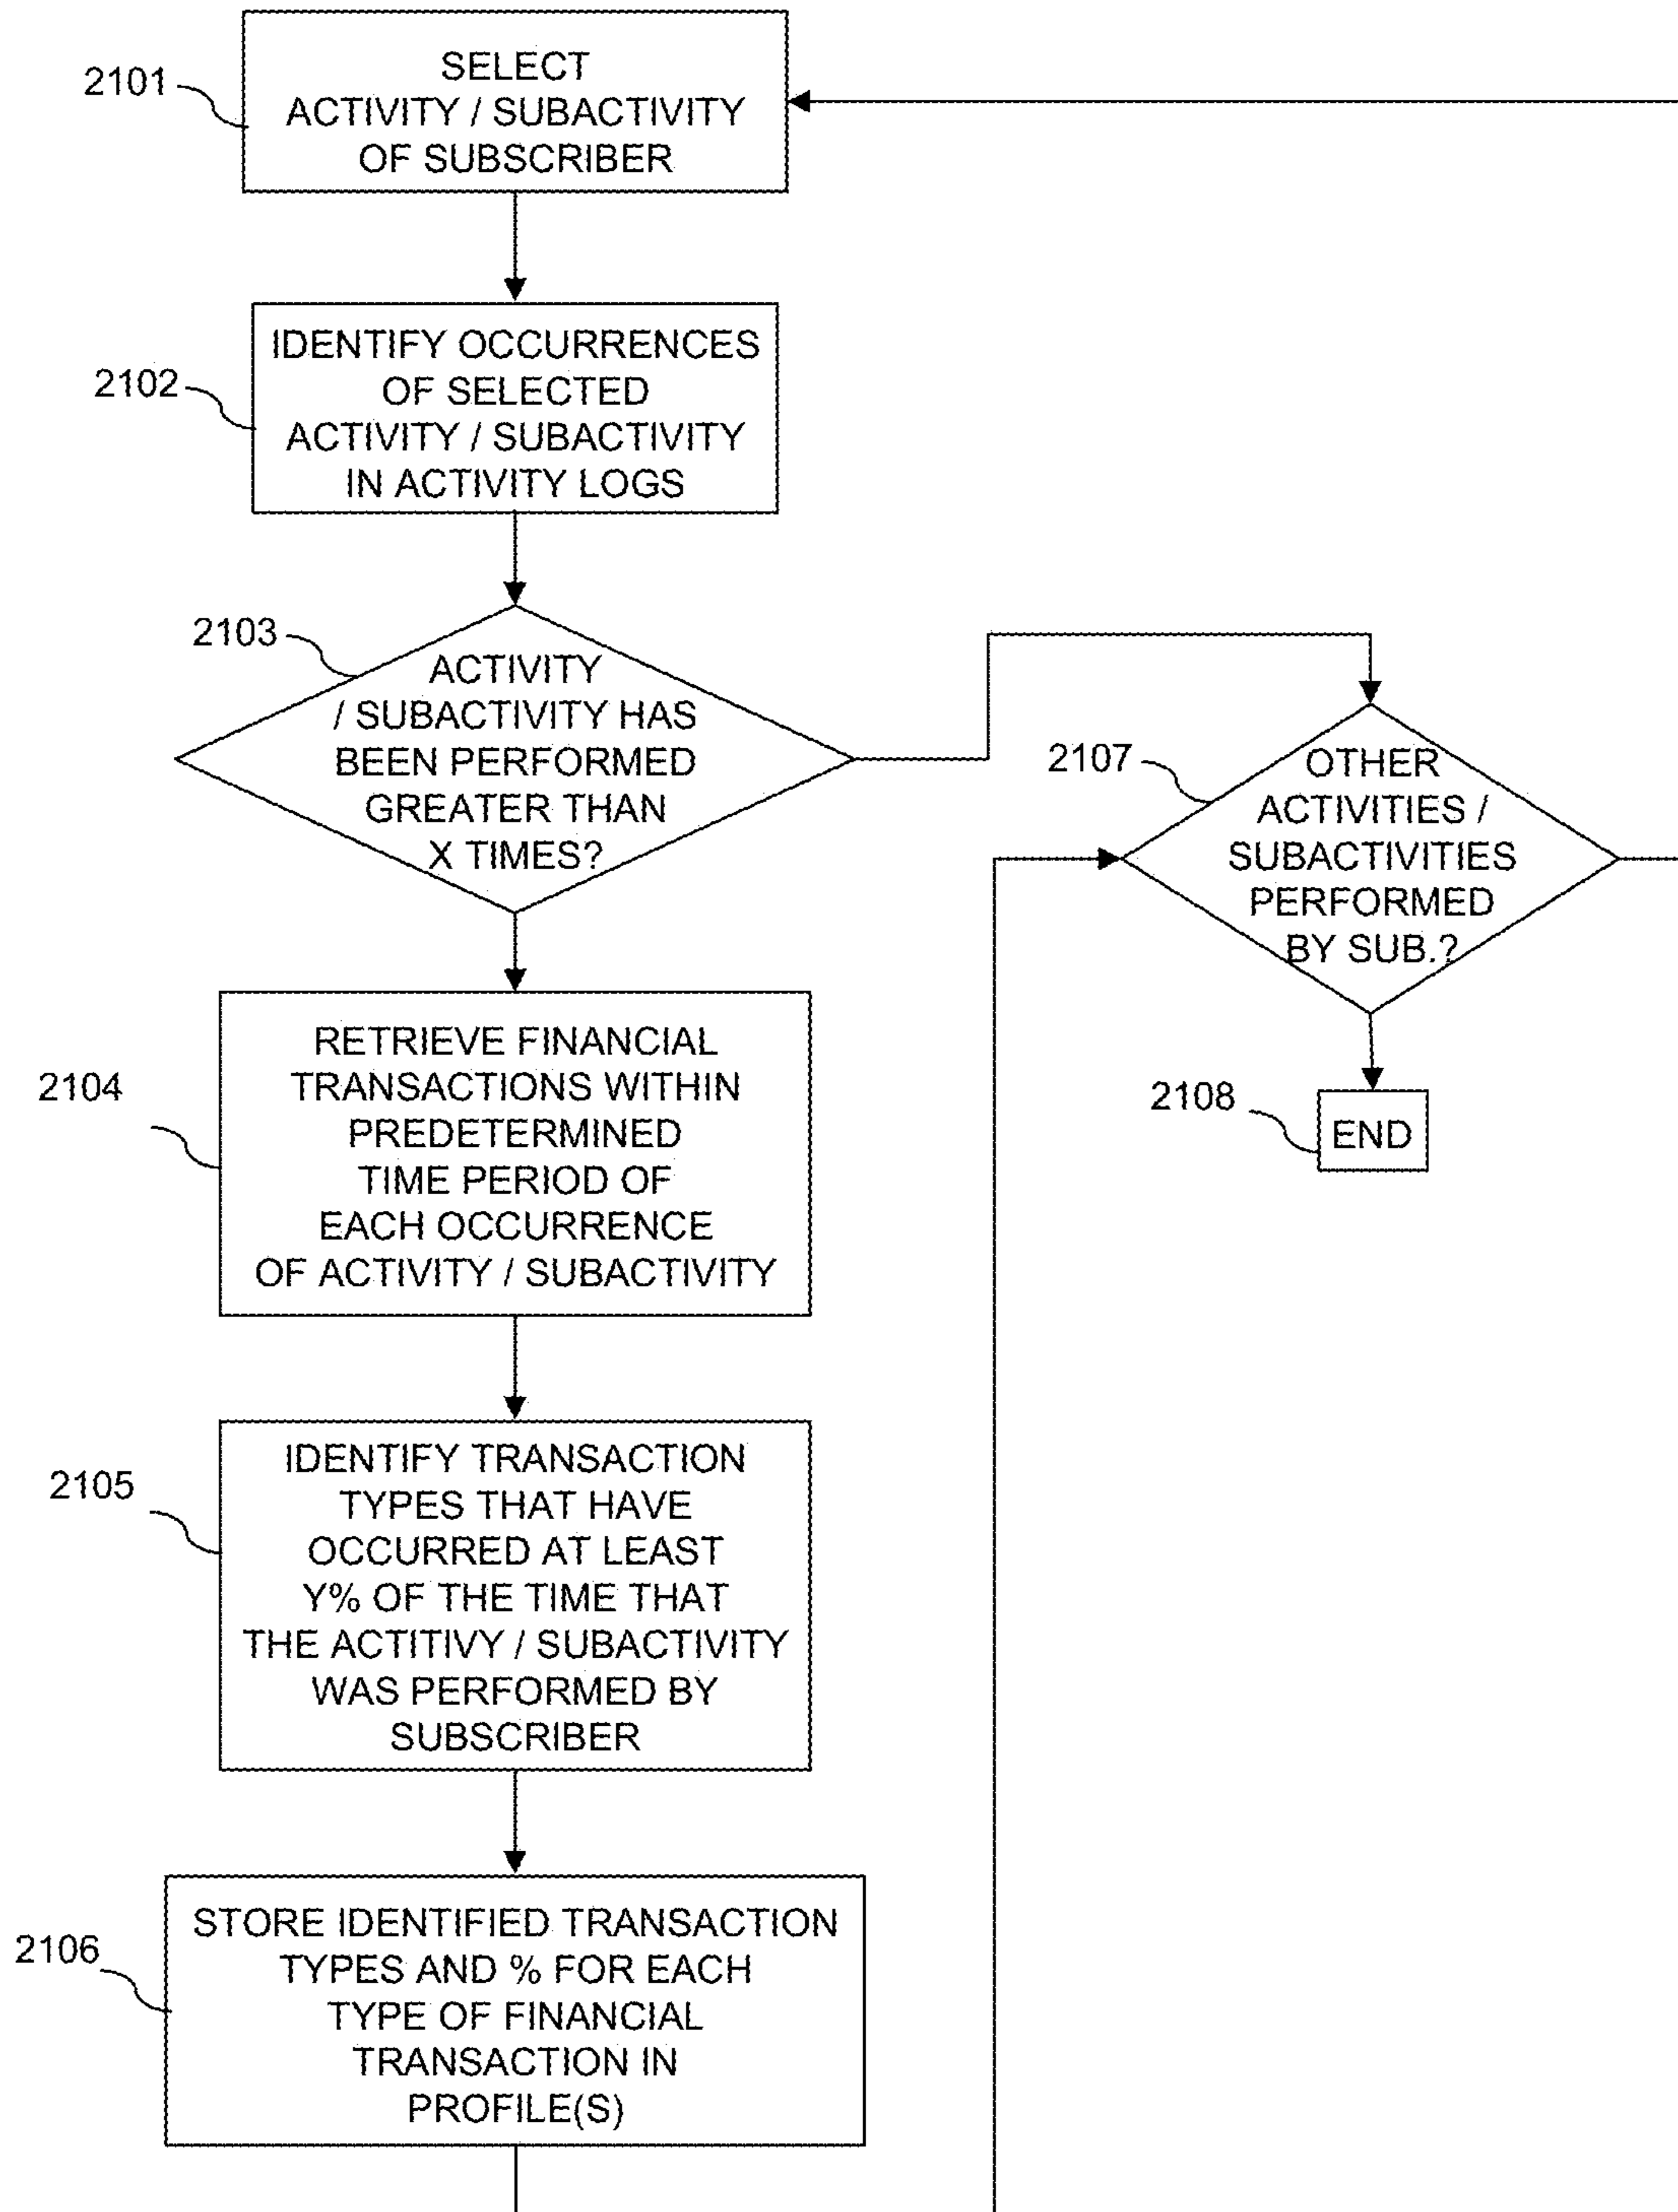 2101
SELECT
ACTIVITY / SUBACTIVITY
OF SUBSCRIBER
2102
IDENTIFY OCCURRENCES
OF SELECTED
ACTIVITY / SUBACTIVITY
IN ACTIVITY LOGS
2103
ACTIVITY
/ SUBACTIVITY HAS
BEEN PERFORMED
GREATER THAN
X TIMES?
2104
RETRIEVE FINANCIAL
TRANSACTIONS WITHIN
PREDETERMINED
TIME PERIOD OF
EACH OCCURRENCE
OF ACTIVITY / SUBACTIVITY
2105
IDENTIFY TRANSACTION
TYPES THAT HAVE
OCCURRED AT LEAST
Y% OF THE TIME THAT
THE ACTITIVY / SUBACTIVITY
WAS PERFORMED BY
SUBSCRIBER
2106
STORE IDENTIFIED TRANSACTION
TYPES AND % FOR EACH
TYPE OF FINANCIAL
TRANSACTION IN
PROFILE(S)
2107
OTHER
ACTIVITIES /
SUBACTIVITIES
PERFORMED
BY SUB.?
2108
END